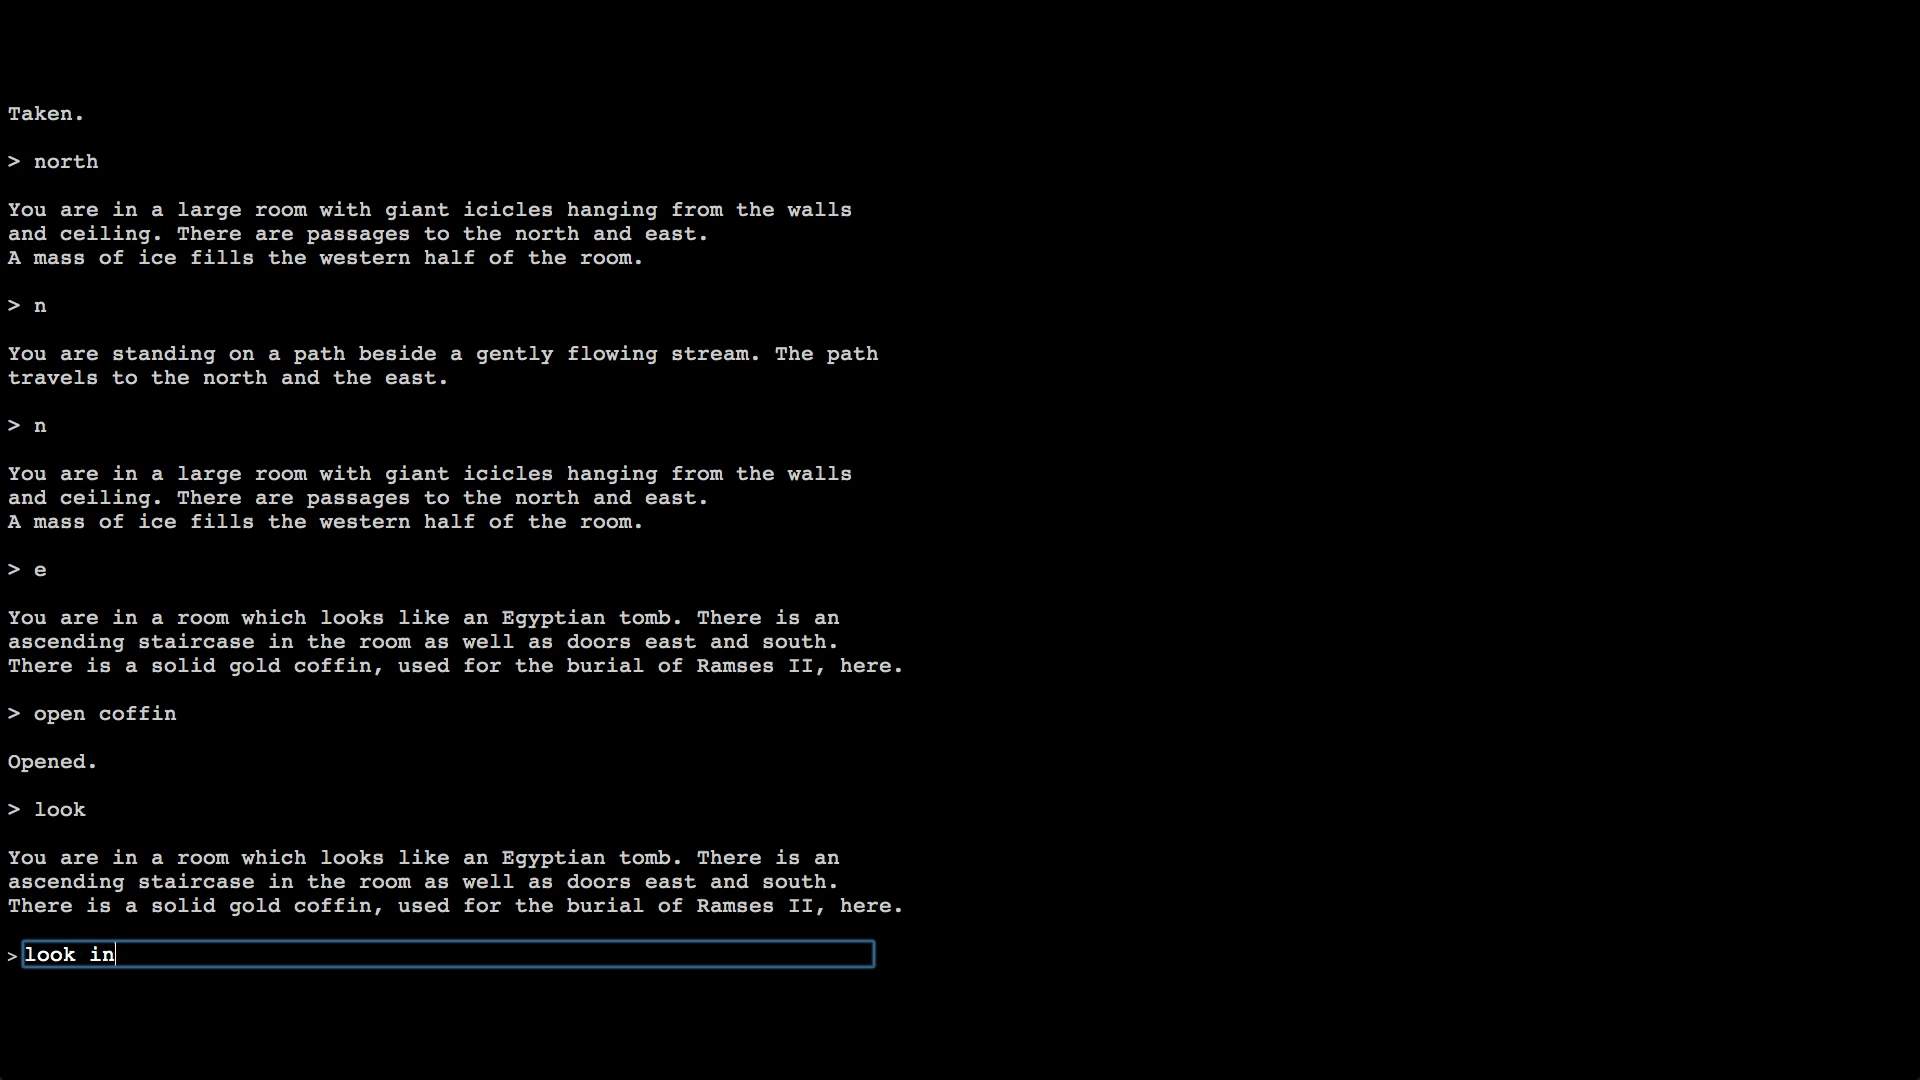 Taken.
> north
You are in a large room with giant icicles hanging from the walls
and ceiling. There are passages to the north and east.
A mass of ice fills the western half of the room.
> n
You are standing on a path beside a gently flowing stream. The path
travels to the north and the east.
> n
You are in a large room with giant icicles hanging from the walls
and ceiling. There are passages to the north and east.
A mass of ice fills the western half of the room.
> e
You are in a room which looks like an Egyptian tomb. There is an
ascending staircase in the room as well as doors east and south.
There is a solid gold coffin, used for the burial of Ramses II, here.
> open coffin
Opened.
> look
You are in a room which looks like an Egyptian tomb. There is an
ascending staircase in the room as well as doors east and south.
There is a solid gold coffin, used for the burial of Ramses II, here.
>look in